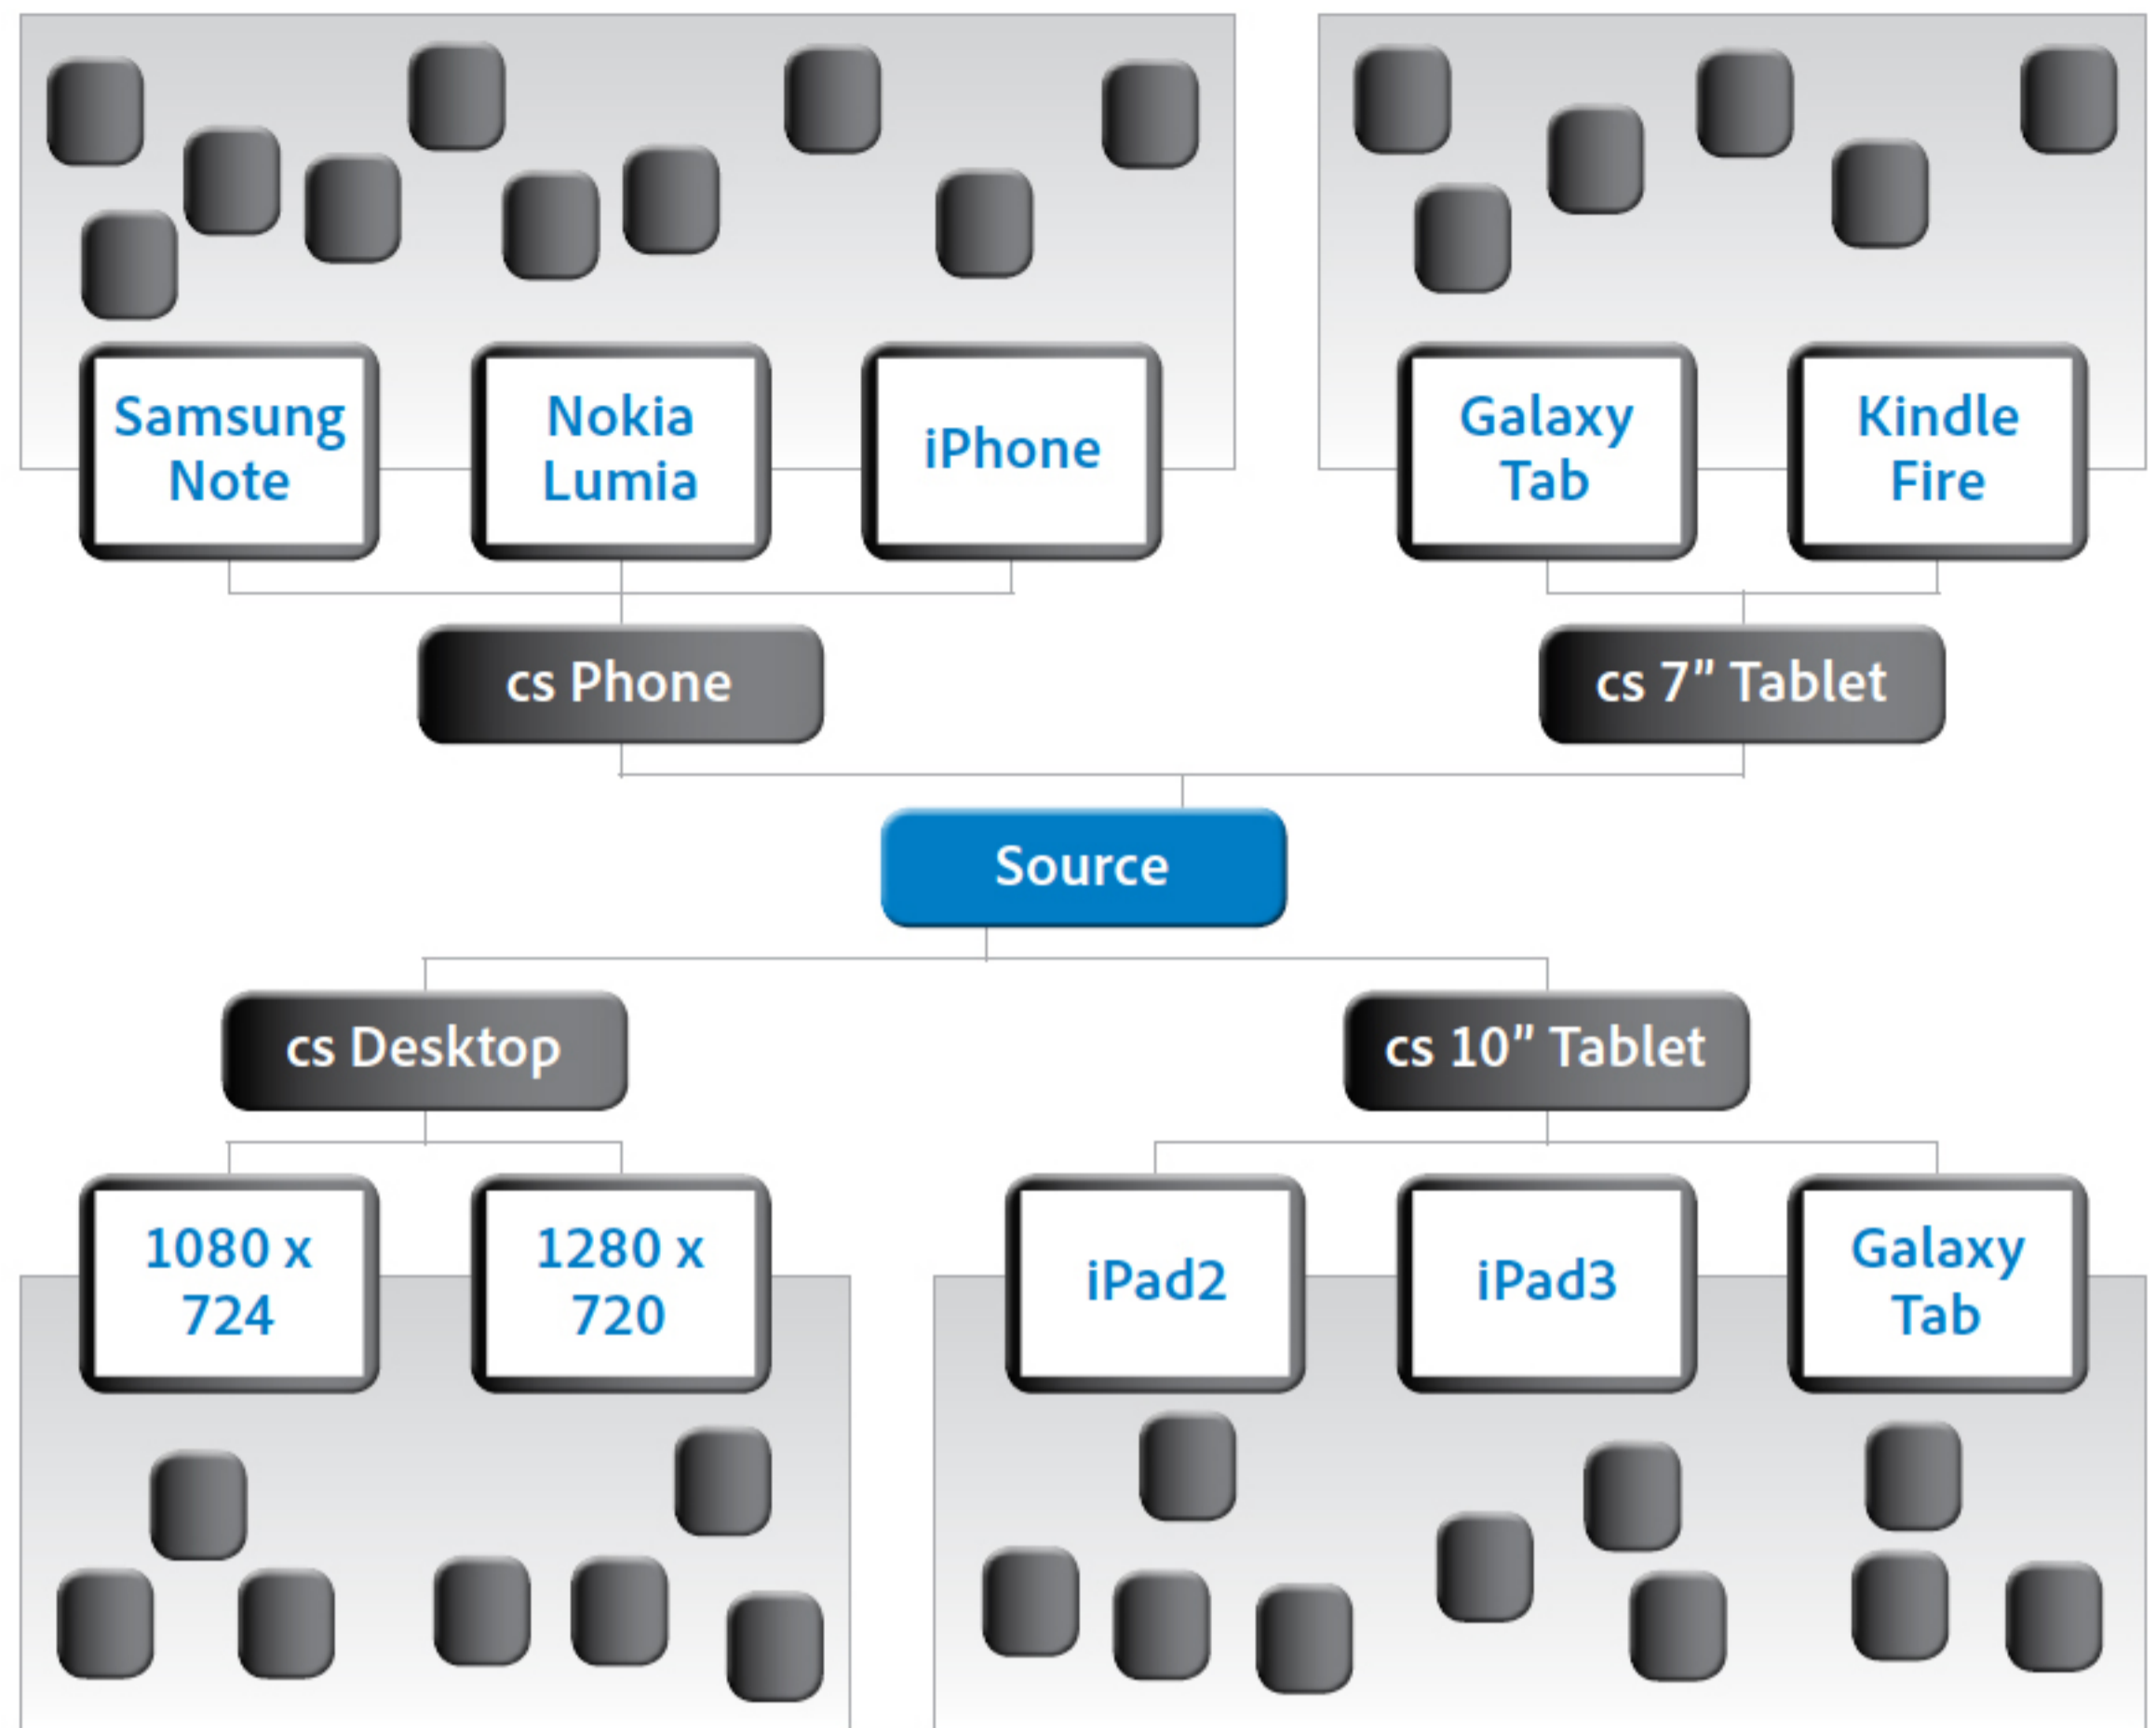 Samsung
Note
Nokia
Lumia
iPhone
Galaxy
Tab
Kindle
Fire
cs Phone
cs 7” Tablet
Source
cs Desktop
cs 10” Tablet
1080 x
724
1280 x
720
iPad2
iPad3
Galaxy
Tab